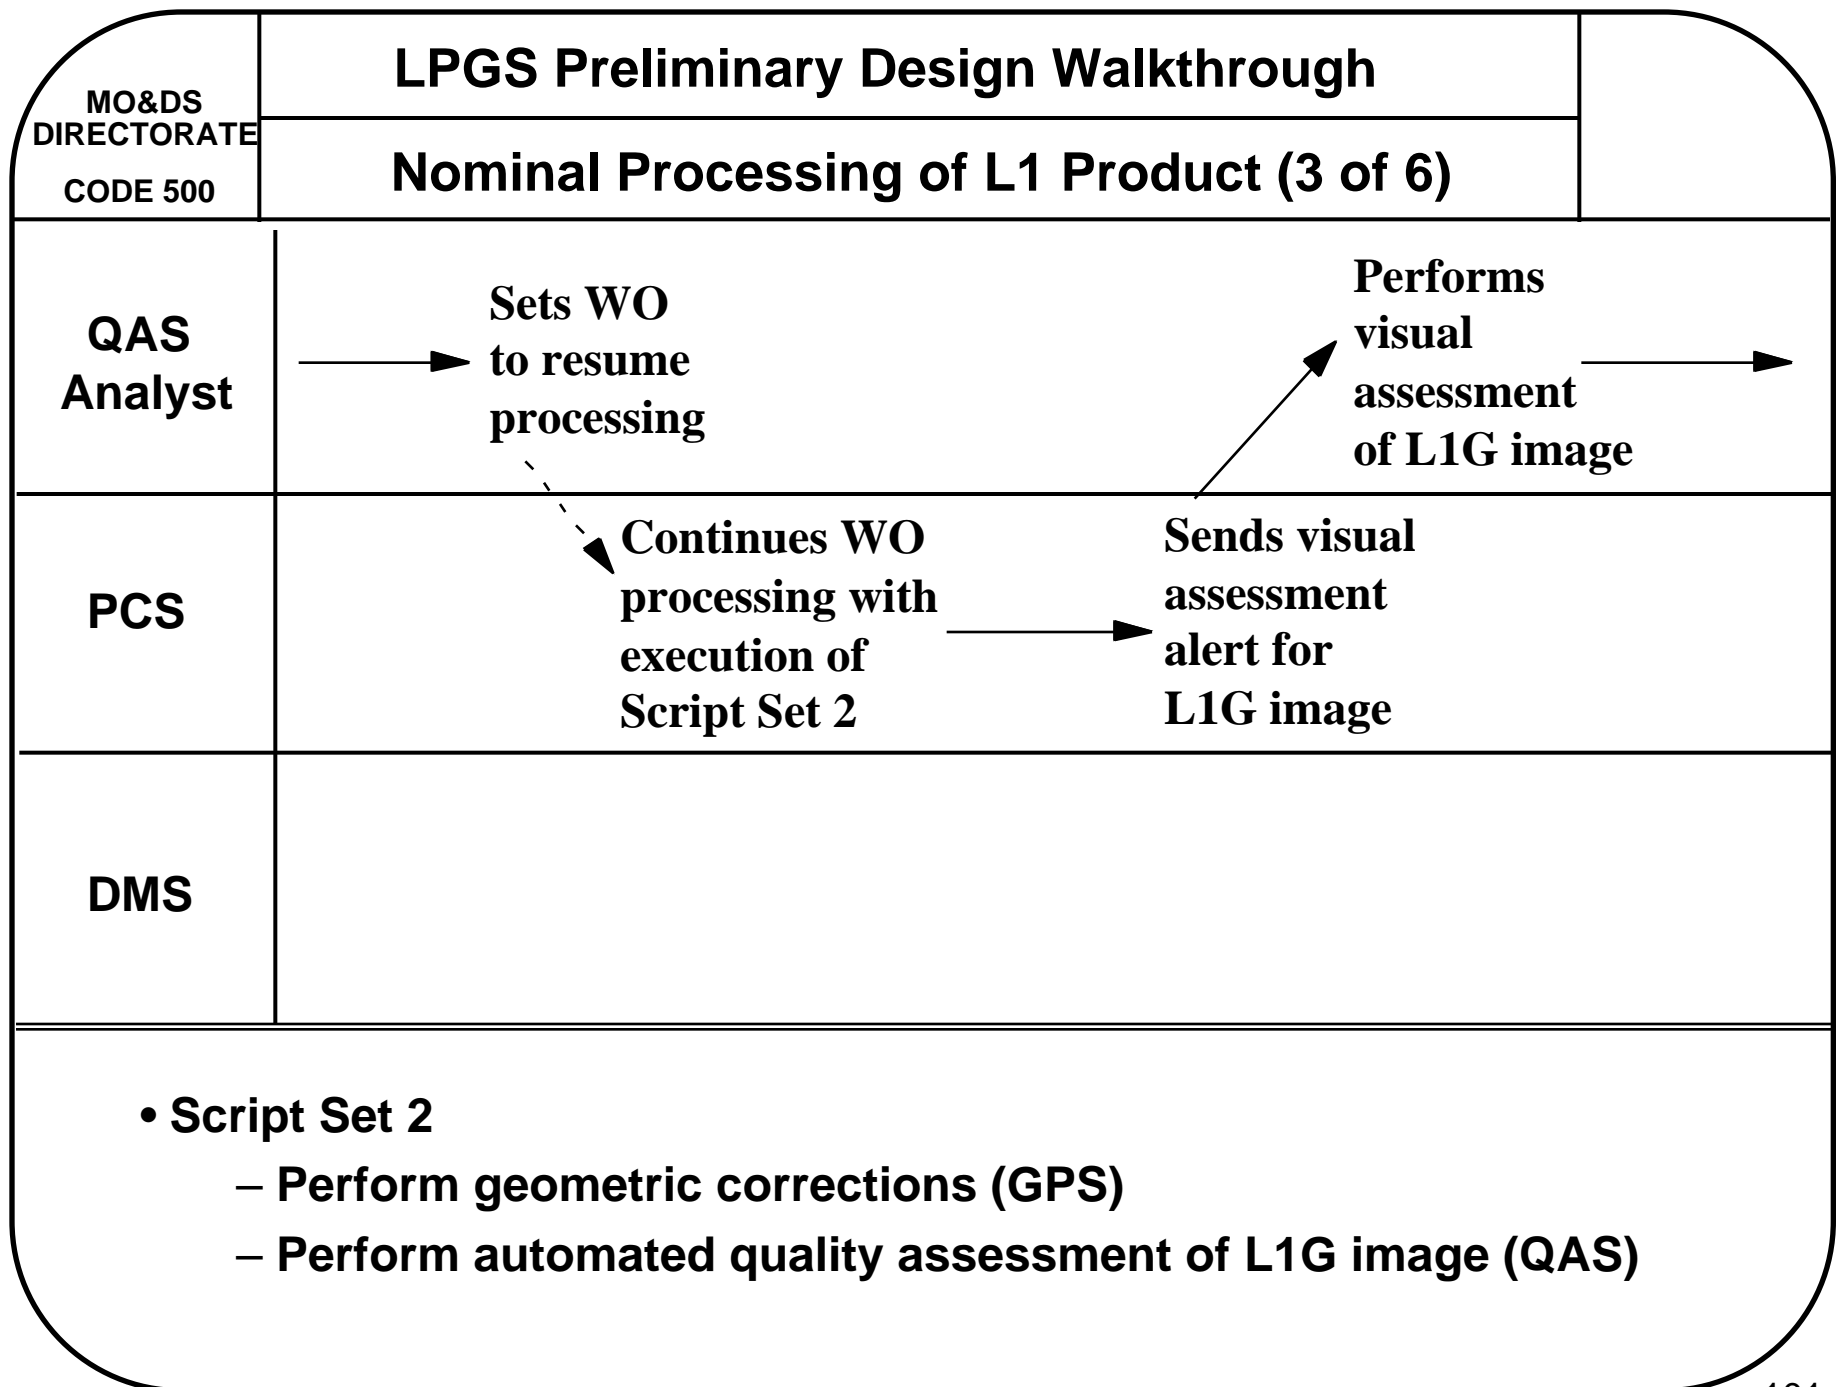 MO&DS
DIRECTORATE
CODE 500
LPGS Preliminary Design Walkthrough
Nominal Processing of L1 Product (3 of 6)
QAS
Analyst
Sets WO
to resume
processing
Performs
visual
assessment
of L1G image
PCS
Continues WO
processing with
execution of
Script Set 2
Sends visual
assessment
alert for
L1G image
DMS
• Script Set 2
– Perform geometric corrections (GPS)
– Perform automated quality assessment of L1G image (QAS)